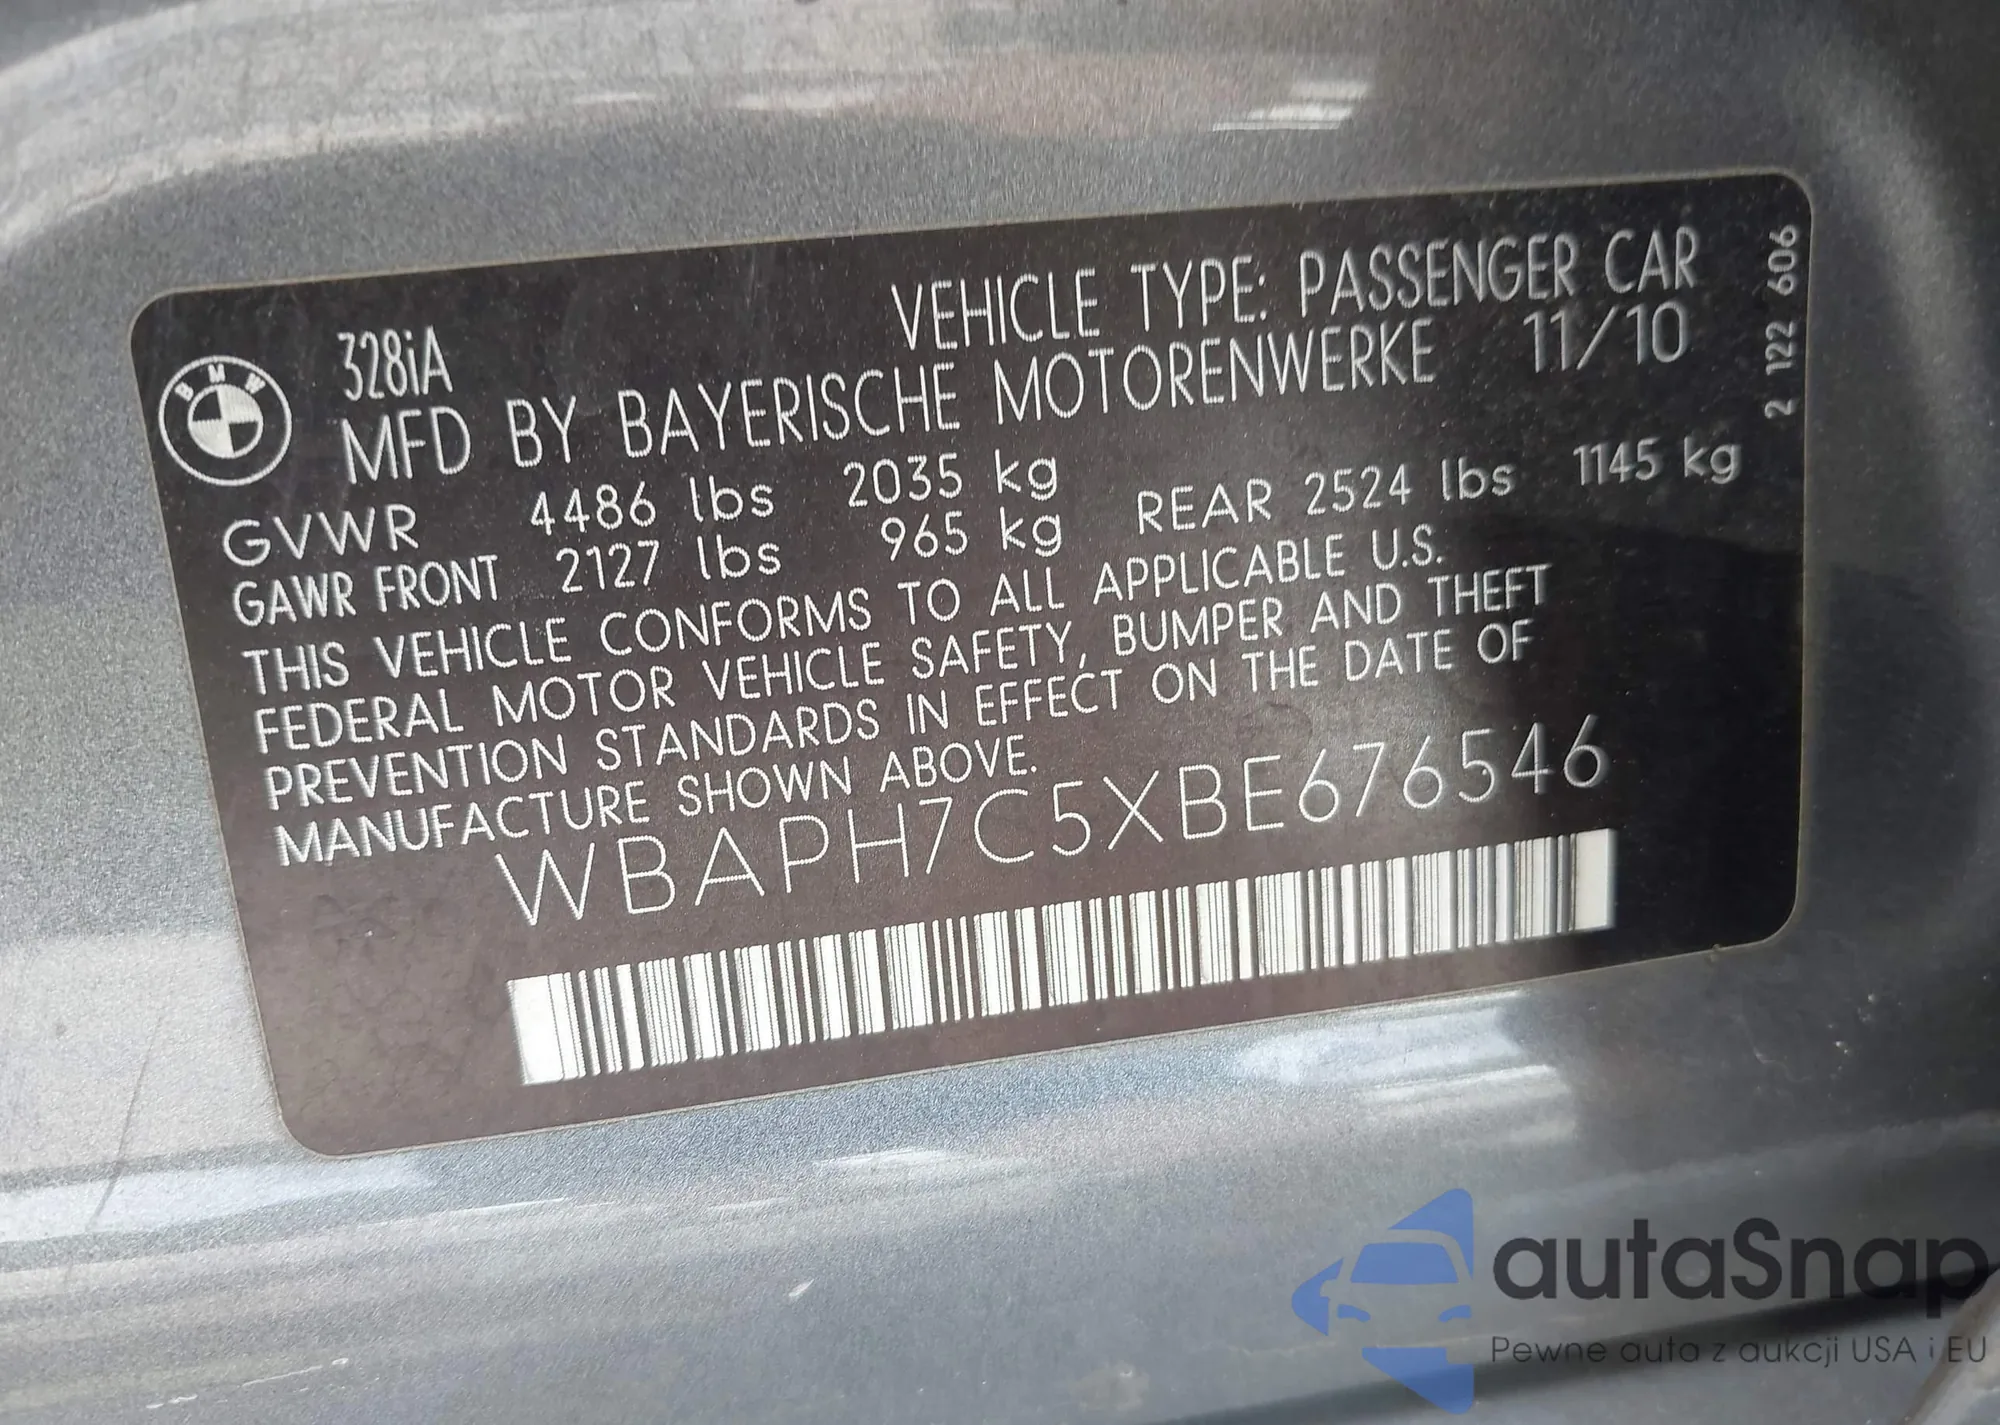 VEHICLE TYPE: PASSENGER CAR
328iA
MFD BY BAYERISCHE MOTORENWERKE 11/10
GVWR 4486 lbs 2035 kg
GAWR FRONT 2127 lbs 965 kg REAR 2524 lbs 1145 kg
THIS VEHICLE CONFORMS TO ALL APPLICABLE U.S.
FEDERAL MOTOR VEHICLE SAFETY, BUMPER AND THEFT
PREVENTION STANDARDS IN EFFECT ON THE DATE OF
MANUFACTURE SHOWN ABOVE.
WBAPH7C5XBE676546
2 122 606
BMW
autaSnap
Pewne auta z aukcji USA i EU